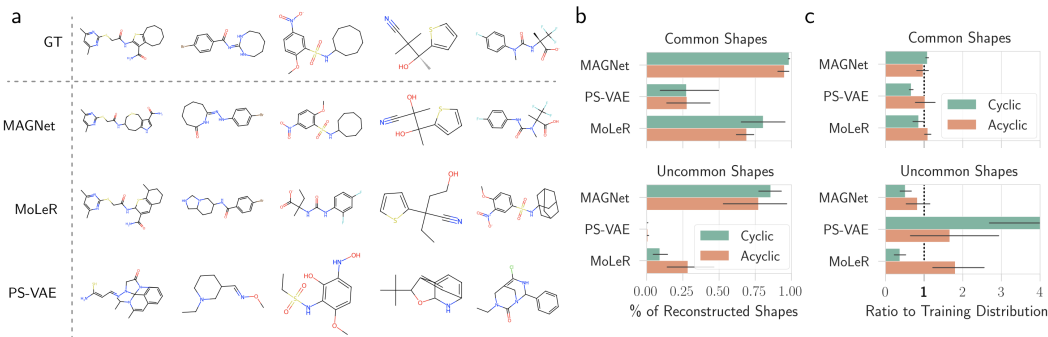 a
GT
MAGNet
MoLeR
PS-VAE
b
Common Shapes
MAGNet
PS-VAE
MoLeR
Uncommon Shapes
MAGNet
PS-VAE
MoLeR
Cyclic
Acyclic
0.00 0.25 0.50 0.75 1.00
% of Reconstructed Shapes
c
Common Shapes
MAGNet
PS-VAE
MoLeR
Cyclic
Acyclic
Uncommon Shapes
MAGNet
PS-VAE
MoLeR
0 1 2 3 4
Ratio to Training Distribution